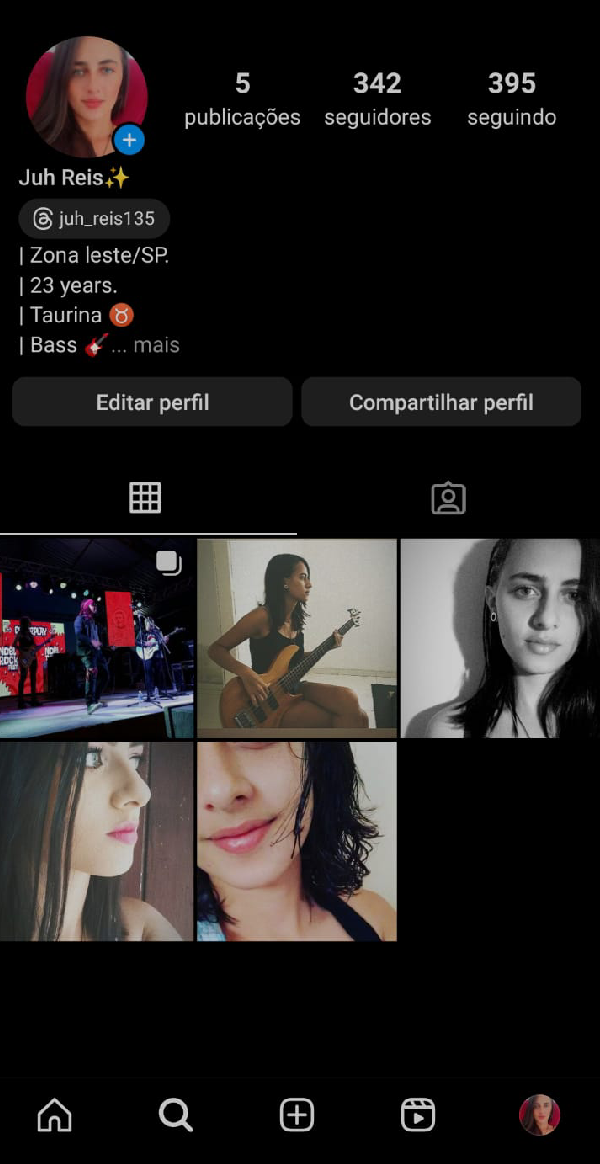 5 342 395
publicações seguidores seguindo
Juh Reis✨
juh_reis135
| Zona leste/SP.
| 23 years.
| Taurina ♉
| Bass 🎸... mais
Editar perfil Compartilhar perfil